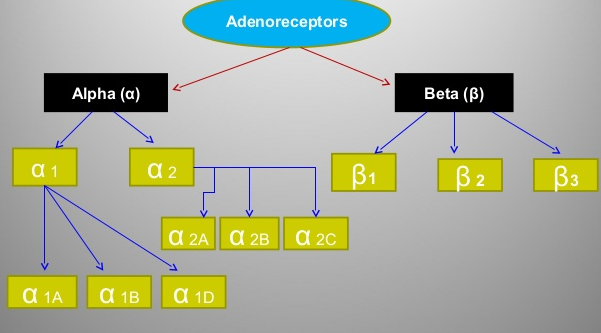 Adenoreceptors
Alpha (α)
Beta (β)
α 1
α 2
β1
β 2
β3
α 2A
α 2B
α 2C
α 1A
α 1B
α 1D